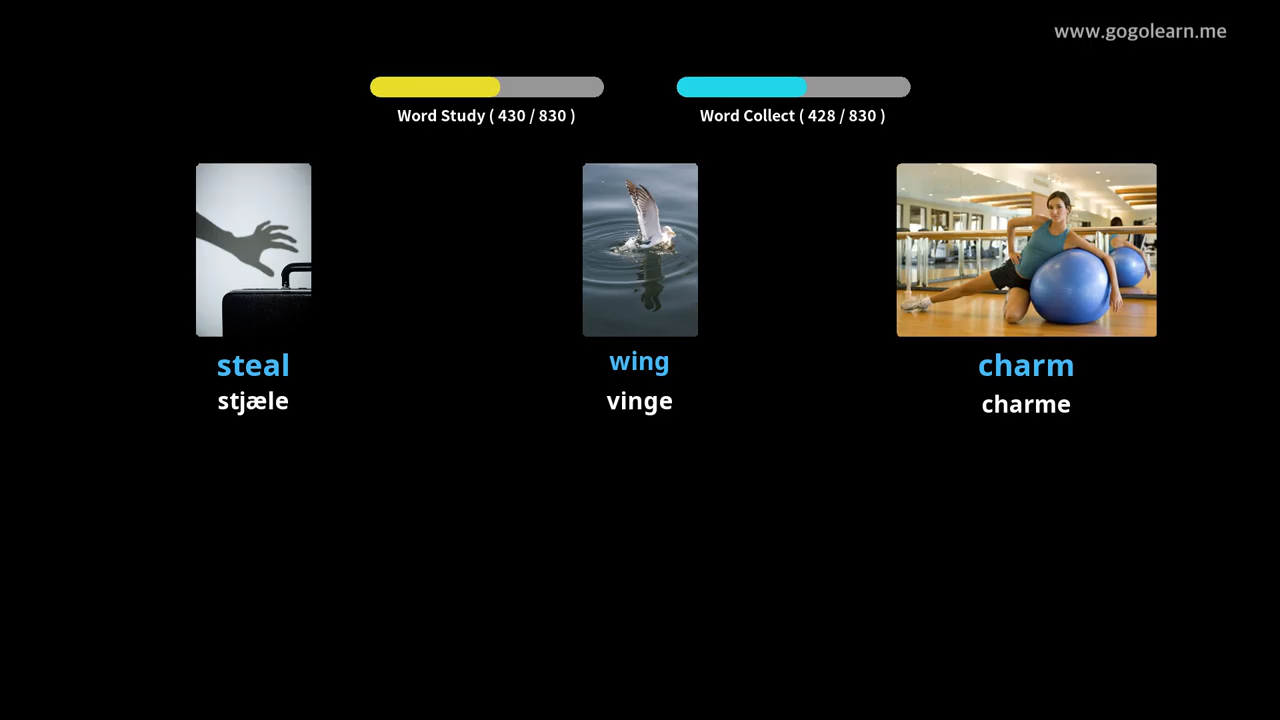 www.gogolearn.me
Word Study ( 430 / 830 )
Word Collect ( 428 / 830 )
steal
stjæle
wing
vinge
charm
charme